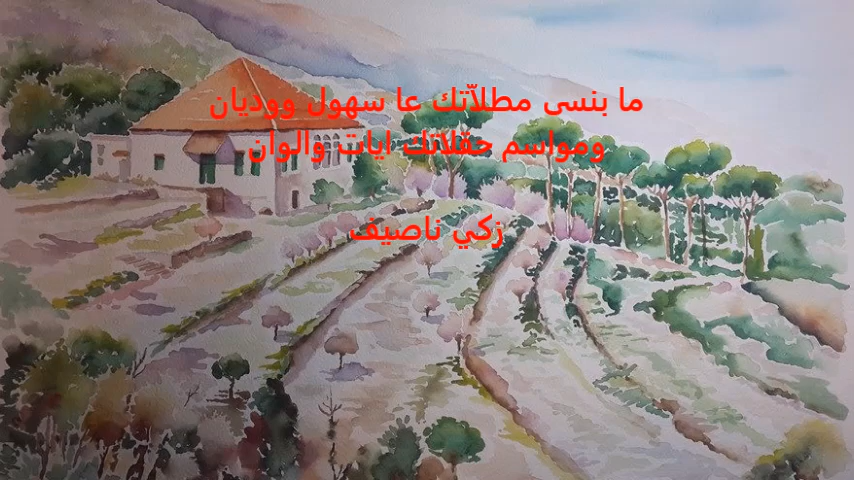 ما بنسى مطلاّتك عا سهول ووديان
ومواسم حقلاتك ايات والوان
زكي ناصيف